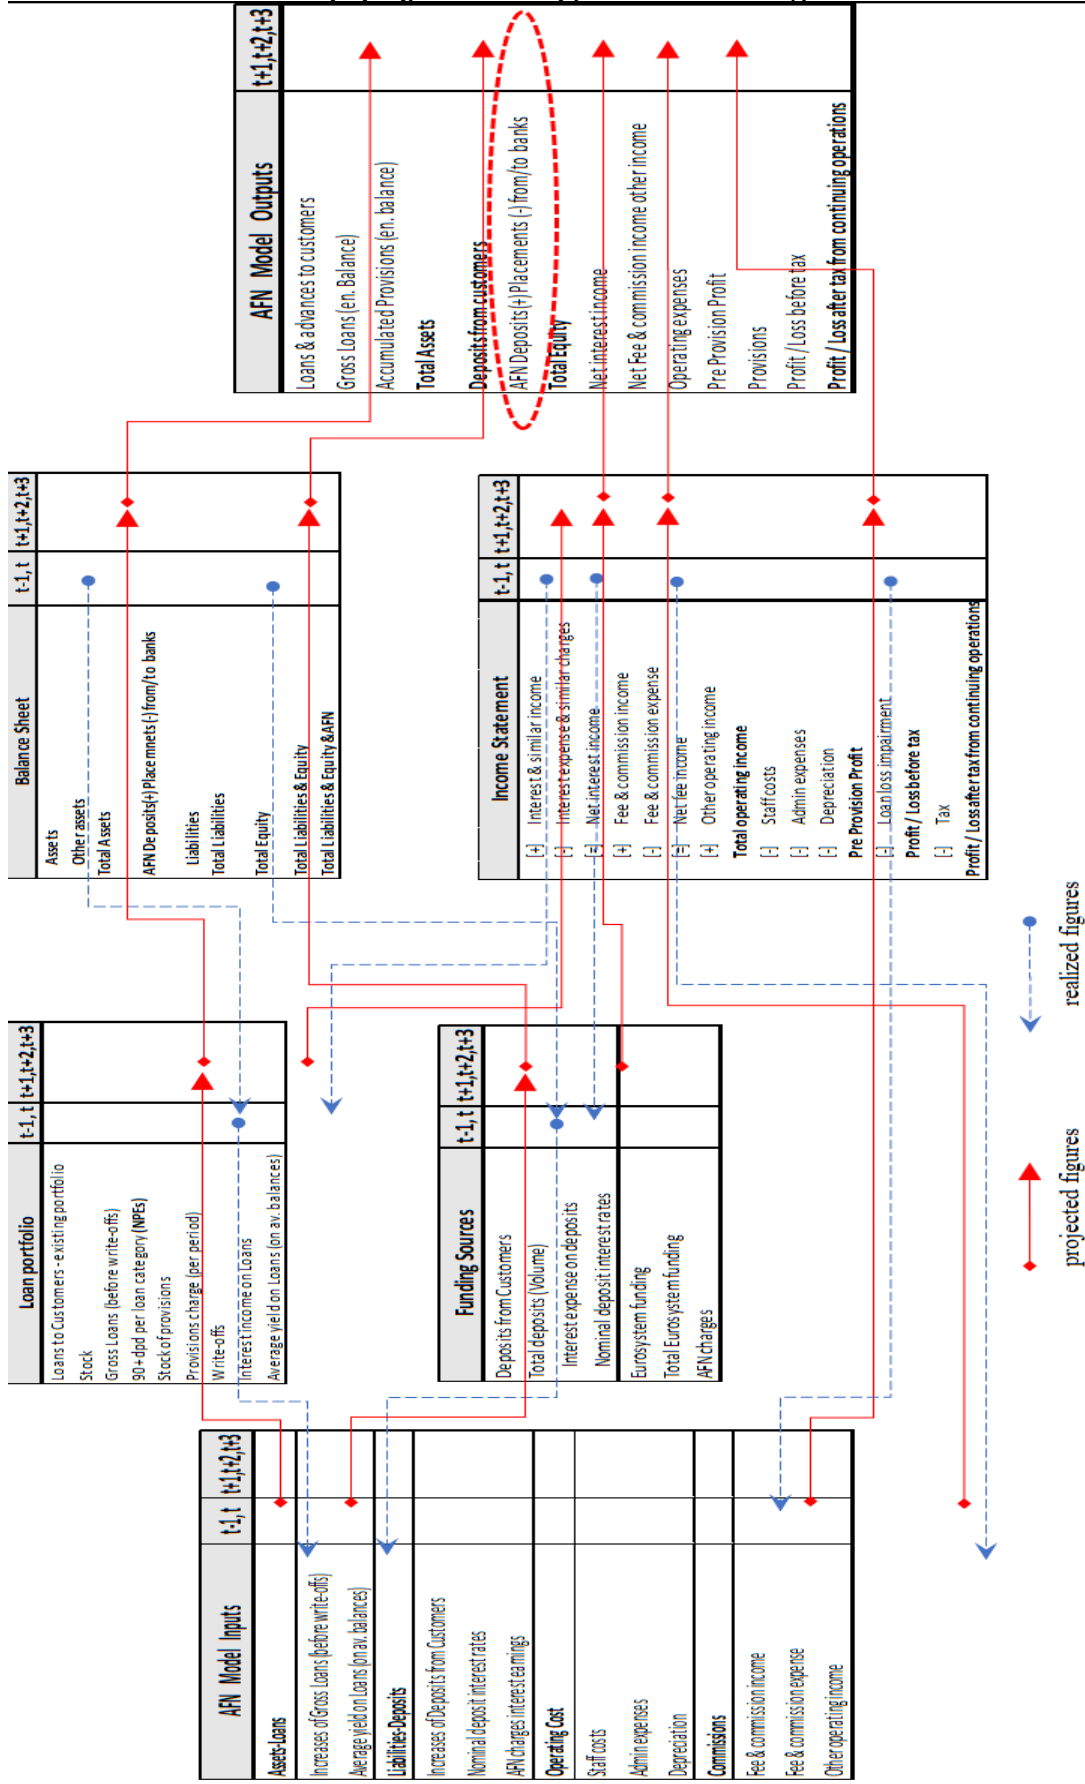 AFN Model Inputs t-1, t t+1,t+2,t+3
Assets-Loans
Increases of Gross Loans (before write-offs)
Average yield on Loans (on av. balances)
Liabilities-Deposits
Increases of Deposits from Customers
Nominal deposit interest rates
AFN charges interest earnings
Operating Cost
Staff costs
Admin expenses
Depreciation
Commissions
Fee & commission income
Fee & commission expense
Other operating income
Loan portfolio t-1, t t+1,t+2,t+3
Loans to Customers - existing portfolio
Stock
Gross Loans (before write-offs)
90+ dpd per loan category (NPEs)
Stock of provisions
Provisions charge (per period)
Write-offs
Interest income on Loans
Average yield on Loans (on av. balances)
Funding Sources t-1, t t+1,t+2,t+3
Deposits from Customers
Total deposits (Volume)
Interest expense on deposits
Nominal deposit interest rates
Eurosystem funding
Total Eurosystem funding
AFN charges
Balance Sheet t-1, t t+1,t+2,t+3
Assets
Other assets
Total Assets
AFN Deposits(+) Placemnets (-) from/to banks
Liabilities
Total Liabilities
Total Equity
Total Liabilities & Equity
Total Liabilities & Equity & AFN
Income Statement t-1, t t+1,t+2,t+3
[+] Interest & similar income
[-] Interest expense & similar charges
[=] Net interest income
[+] Fee & commission income
[-] Fee & commission expense
[=] Net fee income
[+] Other operating income
Total operating income
[-] Staff costs
[-] Admin expenses
[-] Depreciation
Pre Provision Profit
[-] Loan loss impairment
Profit / Loss before tax
[-] Tax
Profit / Loss after tax from continuing operations
AFN Model Outputs t+1,t+2,t+3
Loans & advances to customers
Gross Loans (en. Balance)
Accumulated Provisions (en. balance)
Total Assets
Deposits from customers
AFN Deposits(+) Placements (-) from/to banks
Total Equity
Net interest income
Net Fee & commission income other income
Operating expenses
Pre Provision Profit
Provisions
Profit / Loss before tax
Profit / Loss after tax from continuing operations
projected figures
realized figures